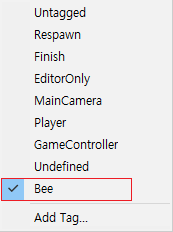 Untagged
Respawn
Finish
EditorOnly
MainCamera
Player
GameController
Undefined
Bee
Add Tag...